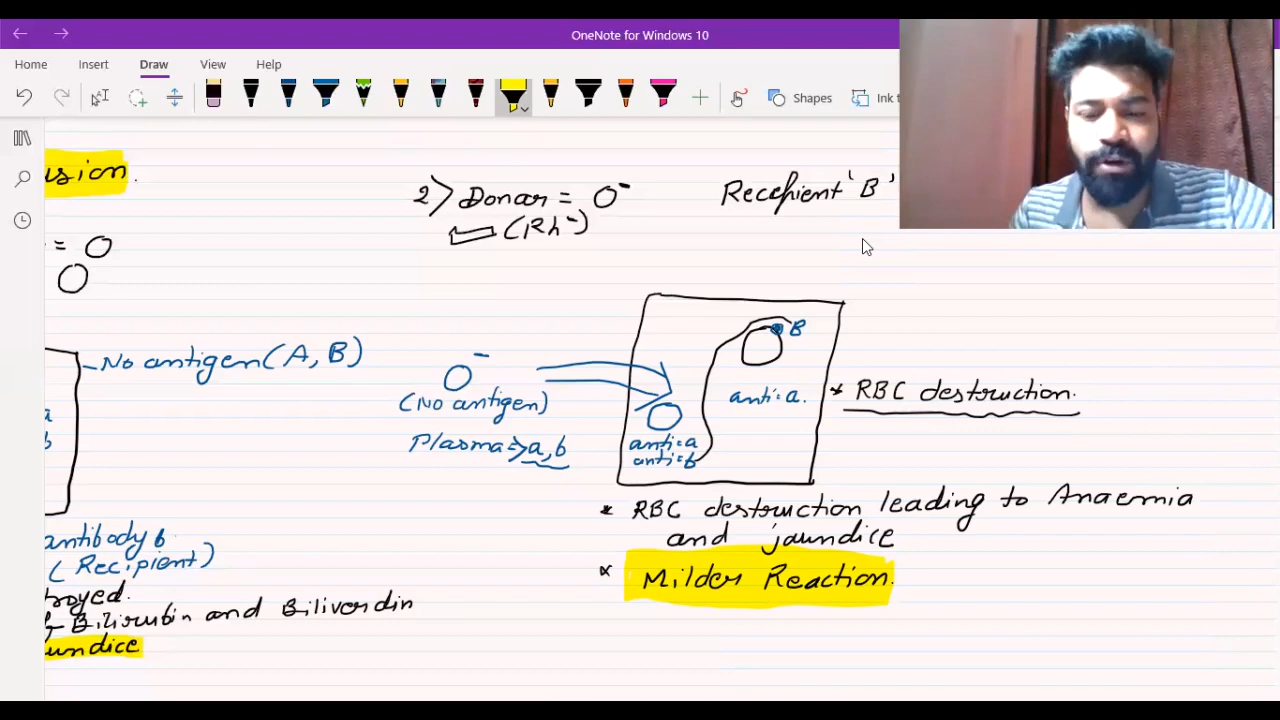 OneNote for Windows 10
Home Insert Draw View Help
Shapes
Ink t
usion.
= O
O
No antigen (A, B)
a
b
antibody b
(Recipient)
royed.
Bilirubin and Biliverdin
undice
2) Donar = O⁻
(Rh⁻)
Recepient 'B'
O⁻
(No antigen)
Plasma => a, b
B
anti-a.
anti-a
anti-b
* RBC destruction.
* RBC destruction leading to Anaemia
and jaundice
* Milder Reaction.